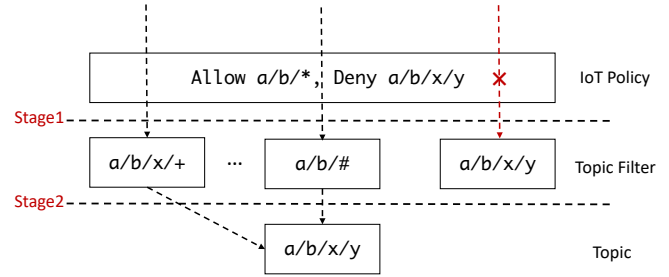 Allow a/b/*, Deny a/b/x/y
IoT Policy
Stage1
a/b/x/+
...
a/b/#
a/b/x/y
Topic Filter
Stage2
a/b/x/y
Topic